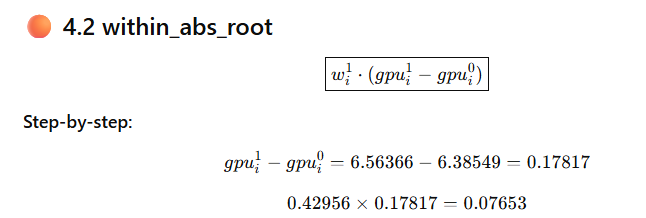 4.2 within_abs_root
w_i^1 · (gpu_i^1 − gpu_i^0)
Step-by-step:
gpu_i^1 − gpu_i^0 = 6.56366 − 6.38549 = 0.17817
0.42956 × 0.17817 = 0.07653